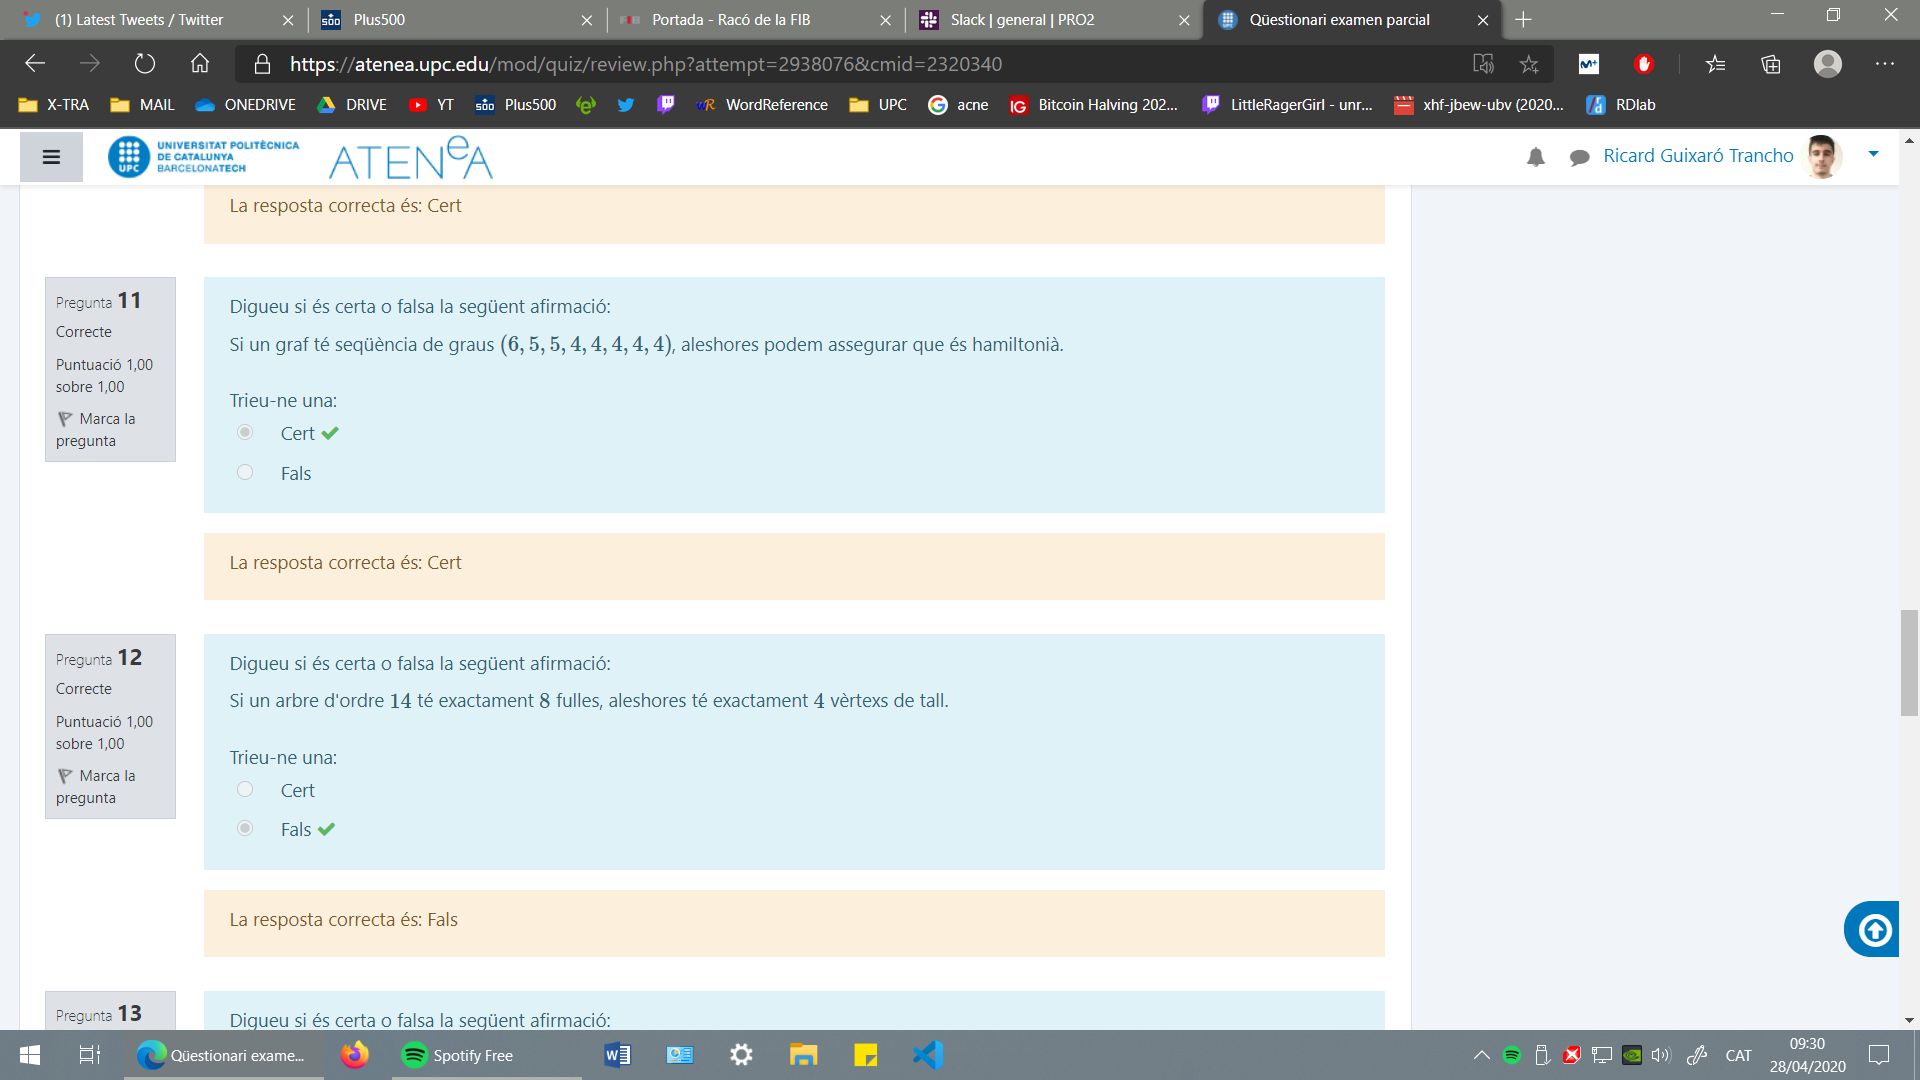 (1) Latest Tweets / Twitter
Plus500
Portada - Racó de la FIB
Slack | general | PRO2
Qüestionari examen parcial
https://atenea.upc.edu/mod/quiz/review.php?attempt=2938076&cmid=2320340
X-TRA
MAIL
ONEDRIVE
DRIVE
YT
Plus500
WordReference
UPC
acne
Bitcoin Halving 202...
LittleRagerGirl - unr...
xhf-jbew-ubv (2020...
RDlab
UNIVERSITAT POLITÈCNICA
DE CATALUNYA
BARCELONATECH
UPC
ATENeA
Ricard Guixaró Trancho
La resposta correcta és: Cert
Pregunta 11
Correcte
Puntuació 1,00
sobre 1,00
Marca la
pregunta
Digueu si és certa o falsa la següent afirmació:
Si un graf té seqüència de graus (6, 5, 5, 4, 4, 4, 4, 4), aleshores podem assegurar que és hamiltonià.
Trieu-ne una:
Cert
Fals
La resposta correcta és: Cert
Pregunta 12
Correcte
Puntuació 1,00
sobre 1,00
Marca la
pregunta
Digueu si és certa o falsa la següent afirmació:
Si un arbre d'ordre 14 té exactament 8 fulles, aleshores té exactament 4 vèrtexs de tall.
Trieu-ne una:
Cert
Fals
La resposta correcta és: Fals
Pregunta 13
Digueu si és certa o falsa la següent afirmació:
Qüestionari exame...
Spotify Free
CAT
09:30
28/04/2020